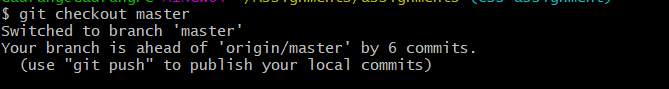 $ git checkout master
Switched to branch 'master'
Your branch is ahead of 'origin/master' by 6 commits.
  (use "git push" to publish your local commits)